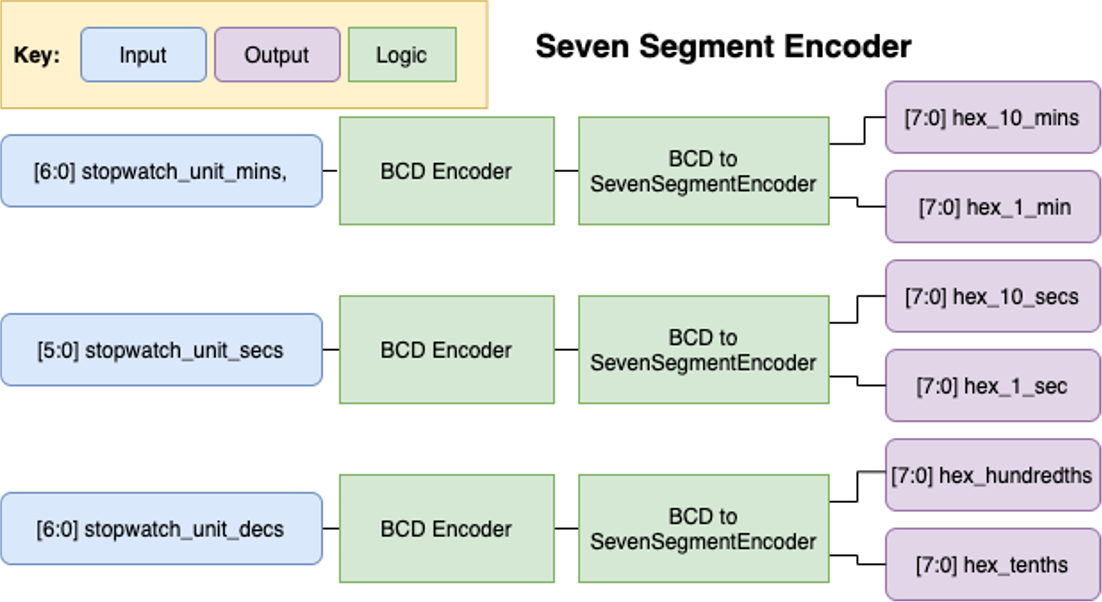 Key:
Input
Output
Logic
Seven Segment Encoder
[6:0] stopwatch_unit_mins,
BCD Encoder
BCD to
SevenSegmentEncoder
[7:0] hex_10_mins
[7:0] hex_1_min
[5:0] stopwatch_unit_secs
BCD Encoder
BCD to
SevenSegmentEncoder
[7:0] hex_10_secs
[7:0] hex_1_sec
[6:0] stopwatch_unit_decs
BCD Encoder
BCD to
SevenSegmentEncoder
[7:0] hex_hundredths
[7:0] hex_tenths